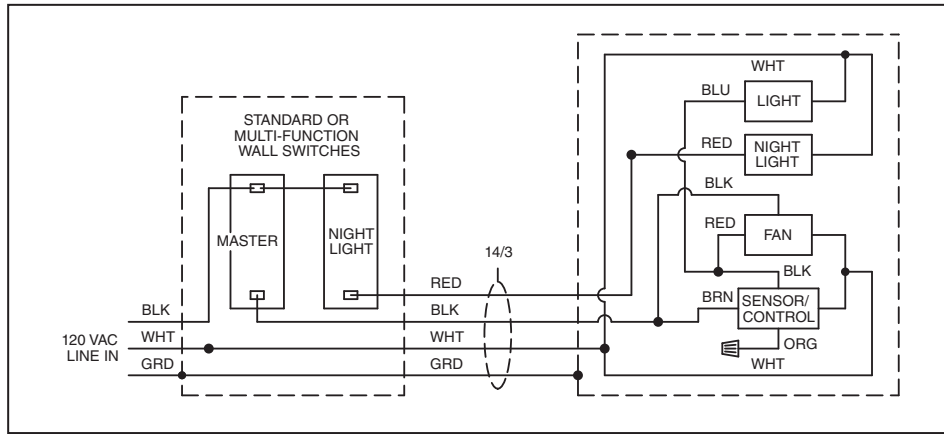 STANDARD OR
MULTI-FUNCTION
WALL SWITCHES
MASTER
NIGHT
LIGHT
14/3
120 VAC
LINE IN
BLK
WHT
GRD
RED
BLK
WHT
GRD
WHT
BLU
LIGHT
RED
NIGHT
LIGHT
BLK
RED
FAN
BLK
BRN
SENSOR/
CONTROL
ORG
WHT